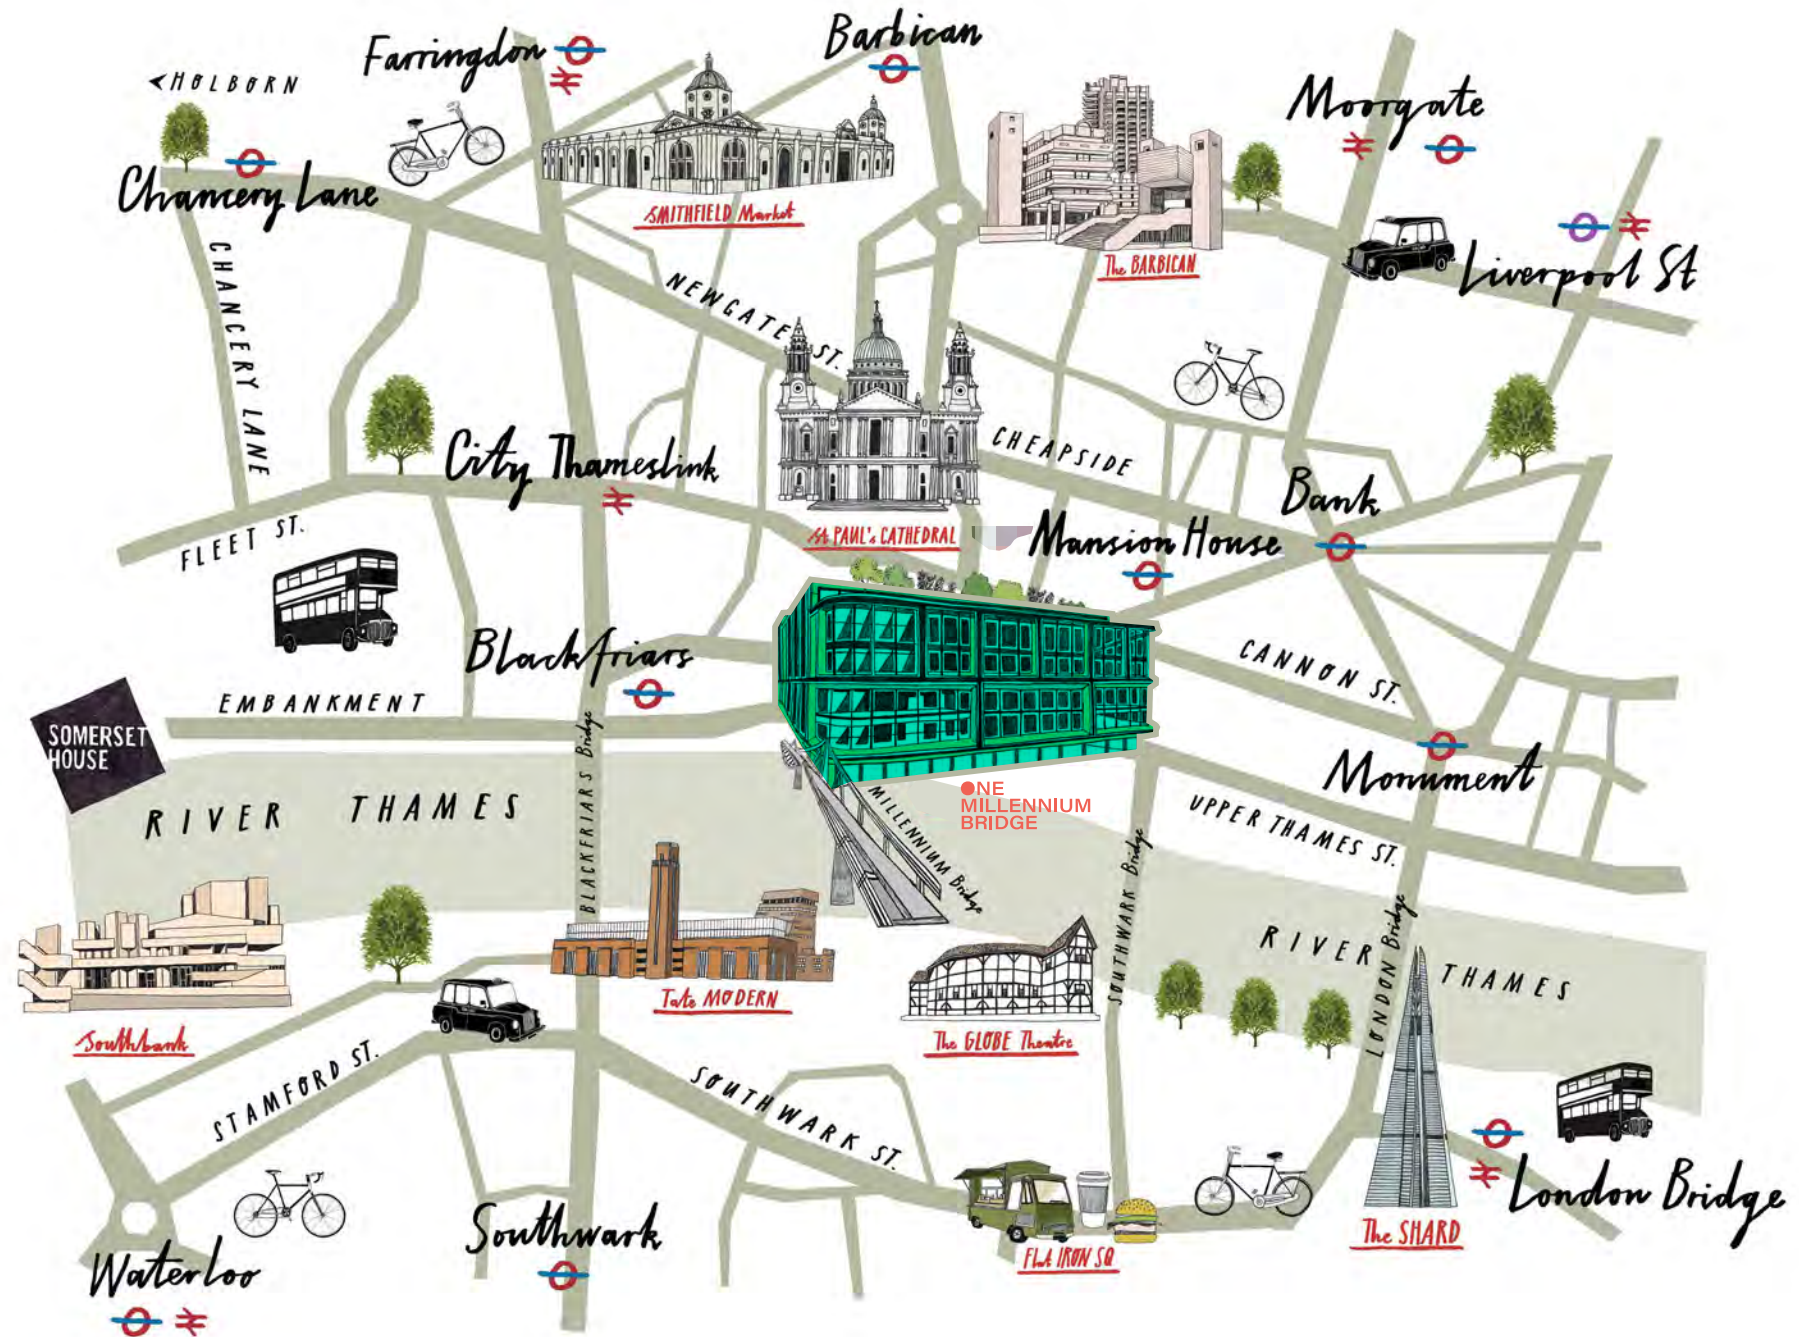 Farringdon
Barbican
HOLBORN
Moorgate
Chancery Lane
SMITHFIELD Market
The BARBICAN
Liverpool St
CHANCERY LANE
NEWGATE ST.
City Thameslink
CHEAPSIDE
Bank
FLEET ST.
St PAUL's CATHEDRAL
Mansion House
Blackfriars
CANNON ST.
EMBANKMENT
SOMERSET
HOUSE
BLACKFRIARS Bridge
Monument
RIVER THAMES
ONE
MILLENNIUM
BRIDGE
MILLENNIUM Bridge
UPPER THAMES ST.
SOUTHWARK Bridge
LONDON Bridge
RIVER THAMES
Tate MODERN
The GLOBE Theatre
Southbank
STAMFORD ST.
SOUTHWARK ST.
London Bridge
Southwark
The SHARD
Flat IRON SQ
Waterloo